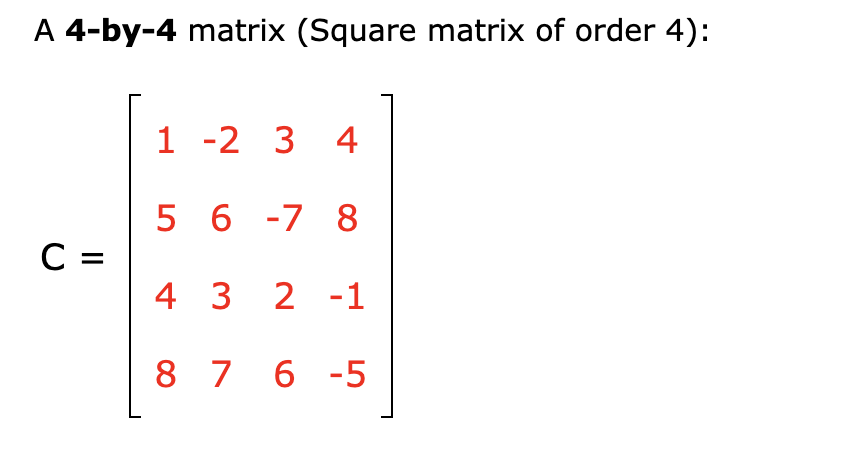 A 4-by-4 matrix (Square matrix of order 4):
1 -2 3 4
5 6 -7 8
C =
4 3 2 -1
8 7 6 -5